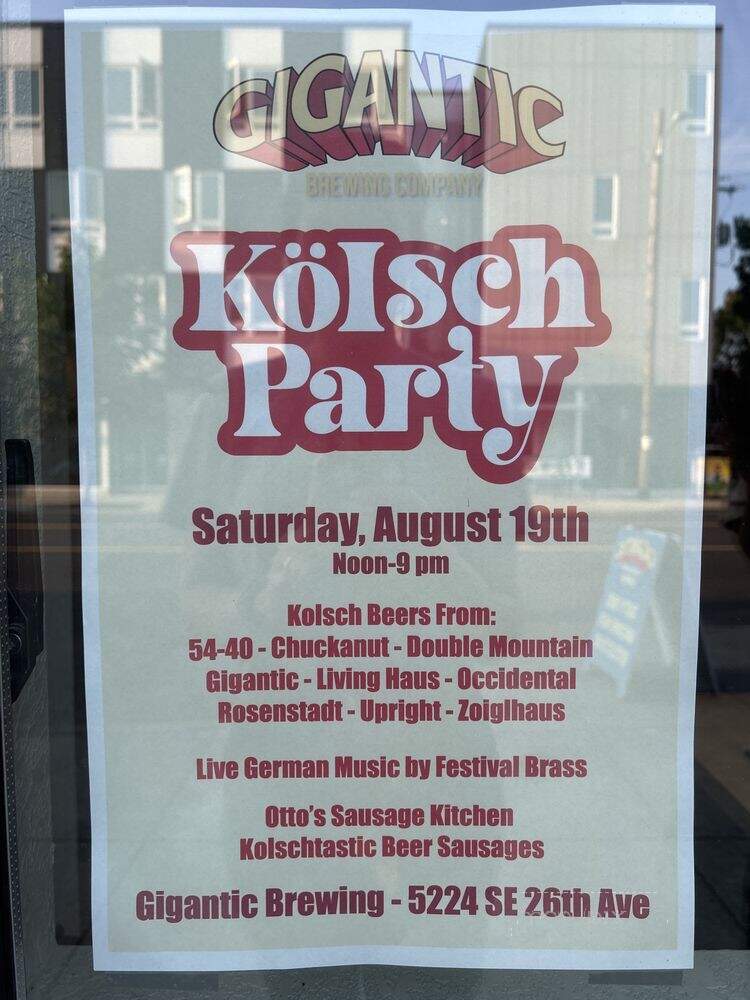 GIGANTIC
BREWING COMPANY
Kölsch
Party
Saturday, August 19th
Noon-9 pm
Kolsch Beers From:
54-40 - Chuckanut - Double Mountain
Gigantic - Living Haus - Occidental
Rosenstadt - Upright - Zoiglhaus
Live German Music by Festival Brass
Otto's Sausage Kitchen
Kolschtastic Beer Sausages
Gigantic Brewing - 5224 SE 26th Ave